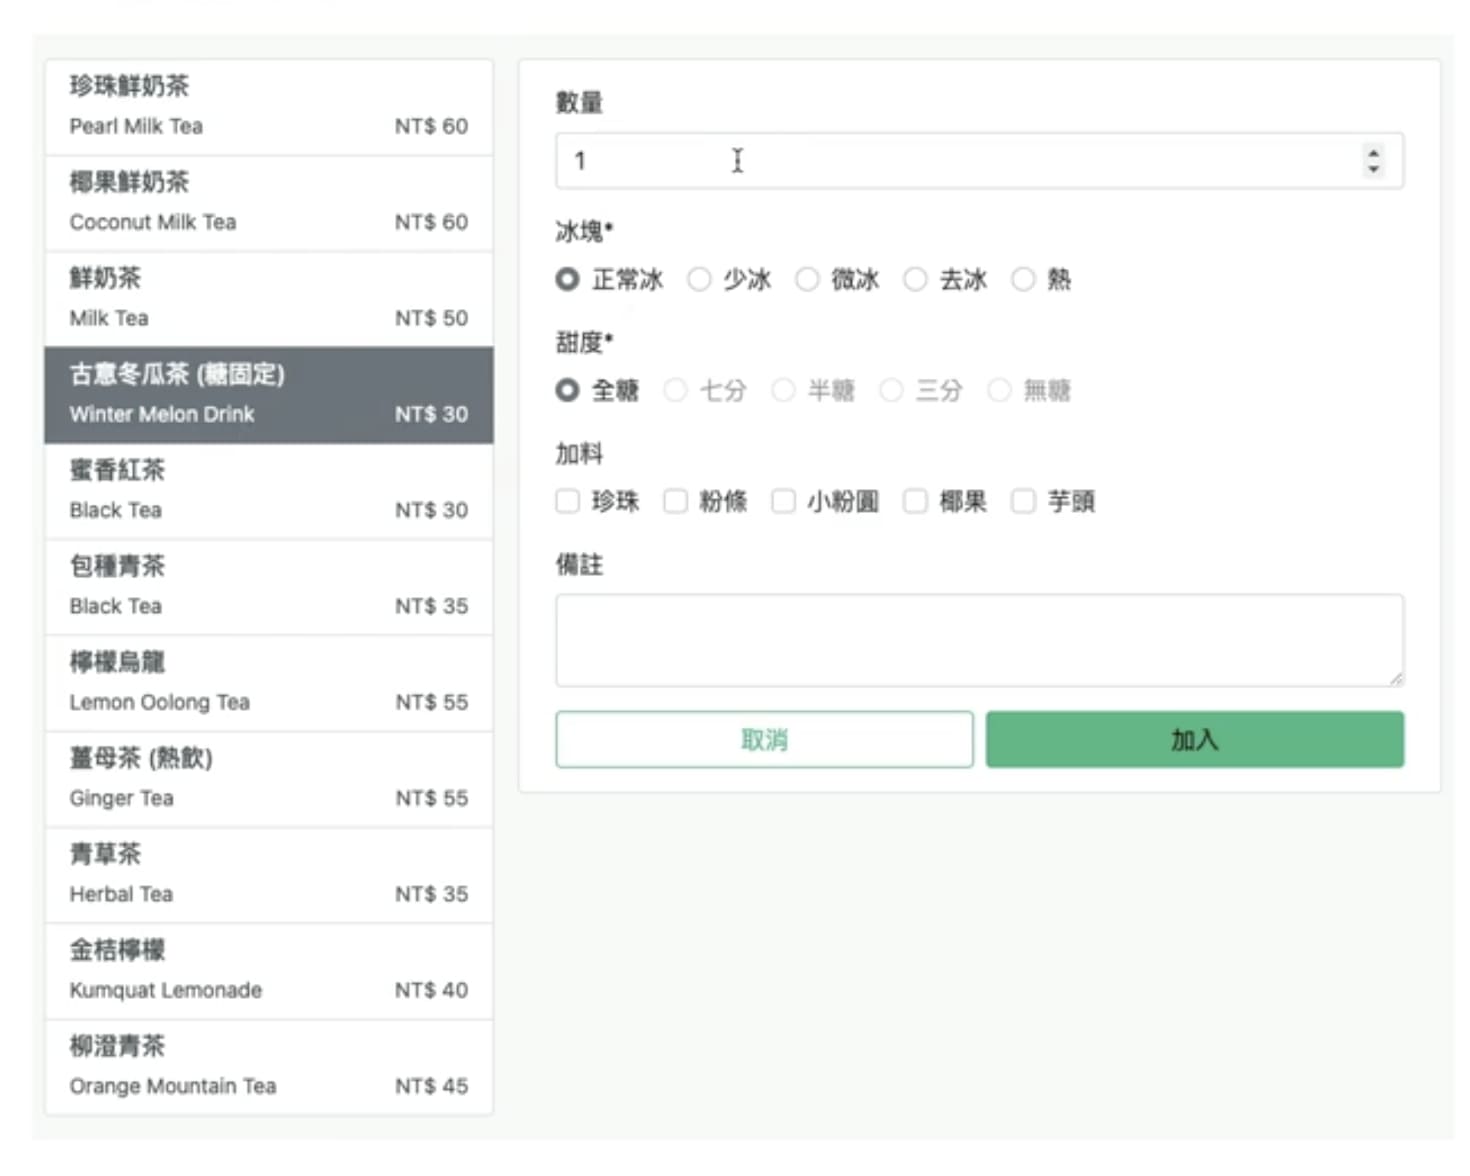 珍珠鮮奶茶
Pearl Milk Tea NT$ 60
椰果鮮奶茶
Coconut Milk Tea NT$ 60
鮮奶茶
Milk Tea NT$ 50
古意冬瓜茶 (糖固定)
Winter Melon Drink NT$ 30
蜜香紅茶
Black Tea NT$ 30
包種青茶
Black Tea NT$ 35
檸檬烏龍
Lemon Oolong Tea NT$ 55
薑母茶 (熱飲)
Ginger Tea NT$ 55
青草茶
Herbal Tea NT$ 35
金桔檸檬
Kumquat Lemonade NT$ 40
柳澄青茶
Orange Mountain Tea NT$ 45
數量
1
冰塊*
正常冰 少冰 微冰 去冰 熱
甜度*
全糖 七分 半糖 三分 無糖
加料
珍珠 粉條 小粉圓 椰果 芋頭
備註
取消 加入